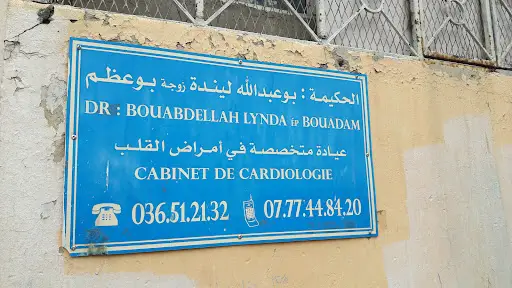 الحكيمة : بوعبدالله ليندة زوجة بوعظم
DR : BOUABDELLAH LYNDA ÉP BOUADAM
عيادة متخصصة في أمراض القلب
CABINET DE CARDIOLOGIE
036.51.21.32 07.77.44.84.20